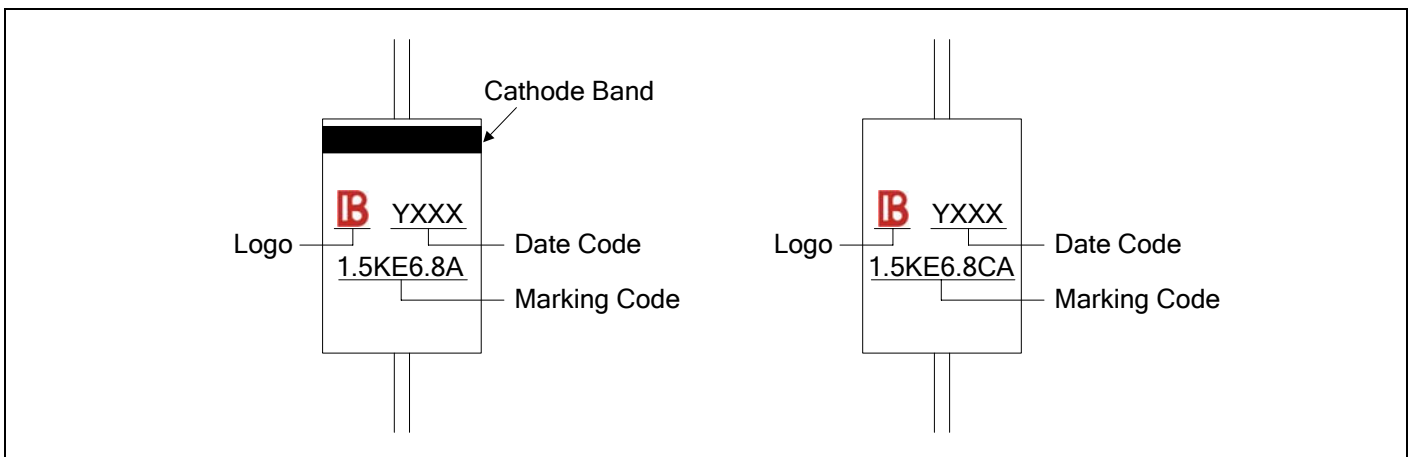 Cathode Band
B YXXX
Logo Date Code
1.5KE6.8A
Marking Code
B YXXX
Logo Date Code
1.5KE6.8CA
Marking Code